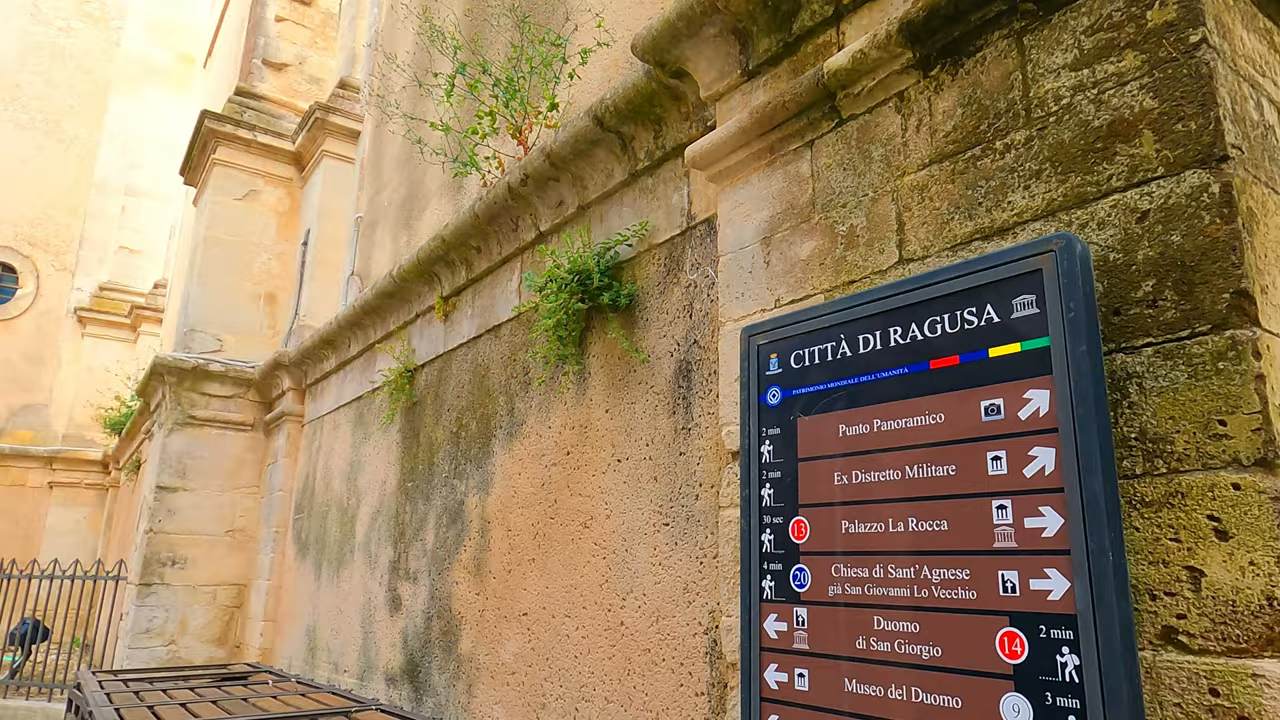 CITTÀ DI RAGUSA
PATRIMONIO MONDIALE DELL'UMANITÀ
2 min
Punto Panoramico
2 min
Ex Distretto Militare
30 sec
13
Palazzo La Rocca
4 min
20
Chiesa di Sant'Agnese
già San Giovanni Lo Vecchio
Duomo
di San Giorgio
14
2 min
Museo del Duomo
9
3 min